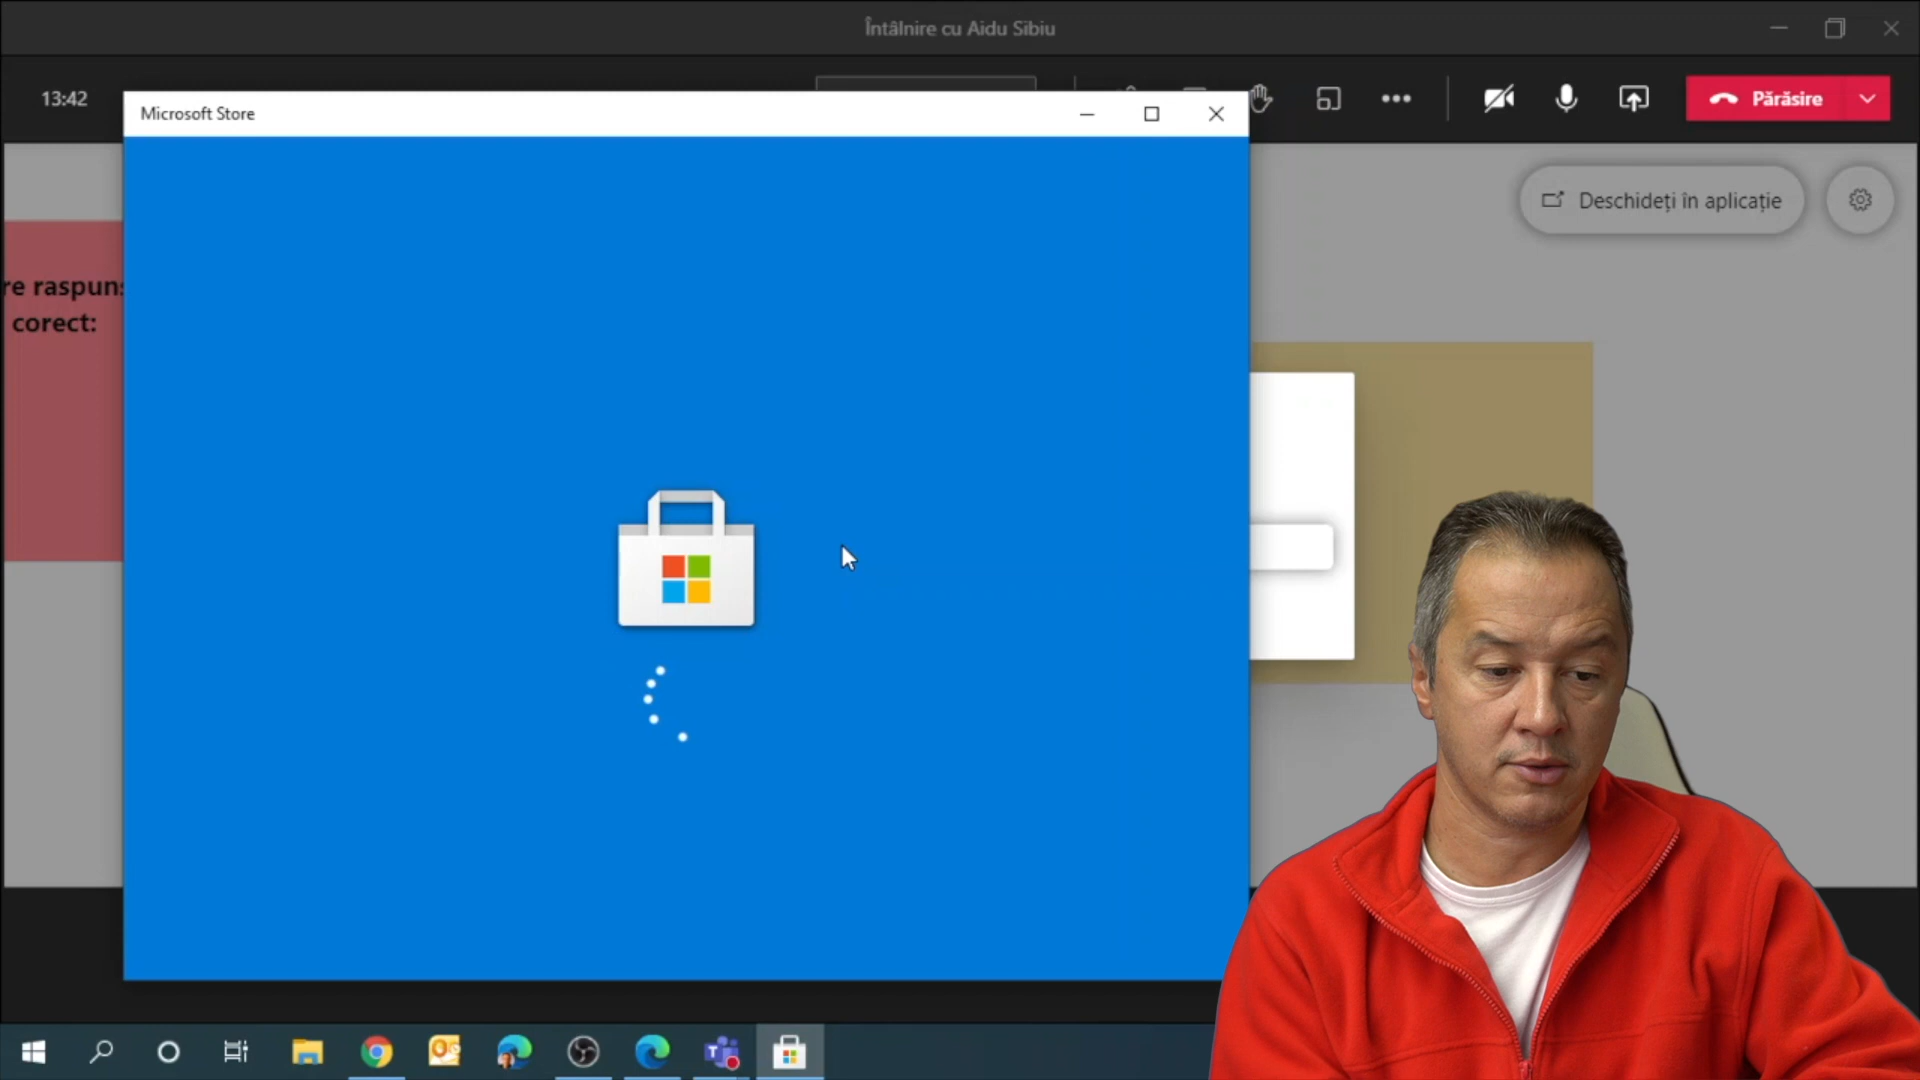 Întâlnire cu Aidu Sibiu
13:42
Părăsire
Microsoft Store
Deschideți în aplicație
re raspuns
corect: